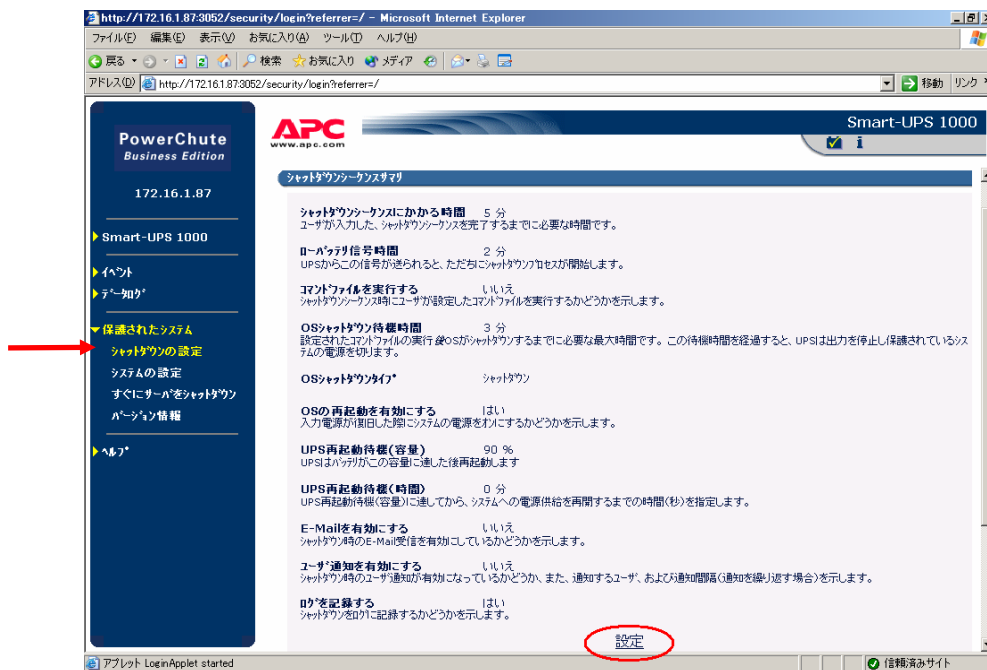 http://172.16.1.87:3052/security/login?referrer=/ - Microsoft Internet Explorer
ファイル(F) 編集(E) 表示(V) お気に入り(A) ツール(T) ヘルプ(H)
戻る 検索 お気に入り メディア
アドレス(D) http://172.16.1.87:3052/security/login?referrer=/ 移動 リンク
PowerChute
Business Edition
172.16.1.87
Smart-UPS 1000
イベント
データログ
保護されたシステム
シャットダウンの設定
システムの設定
すぐにサーバをシャットダウン
バージョン情報
ヘルプ
APC
www.apc.com
Smart-UPS 1000
シャットダウンシーケンスサマリ
シャットダウンシーケンスにかかる時間 5 分
ユーザが入力した、シャットダウンシーケンスを完了するまでに必要な時間です。
ローバッテリ信号時間 2 分
UPSからこの信号が送られると、ただちにシャットダウンプロセスが開始します。
コマンドファイルを実行する いいえ
シャットダウンシーケンス時にユーザが設定したコマンドファイルを実行するかどうかを示します。
OSシャットダウン待機時間 3 分
設定されたコマンドファイルの実行後OSがシャットダウンするまでに必要な最大時間です。この待機時間を経過すると、UPSは出力を停止し保護されているシス
テムの電源を切ります。
OSシャットダウンタイプ シャットダウン
OSの再起動を有効にする はい
入力電源が復旧した際にシステムの電源をオンにするかどうかを示します。
UPS再起動待機(容量) 90 %
UPSはバッテリがこの容量に達した後再起動します
UPS再起動待機(時間) 0 分
UPS再起動待機(容量)に達してから、システムへの電源供給を再開するまでの時間(秒)を指定します。
E-Mailを有効にする いいえ
シャットダウン時のE-Mail受信を有効にしているかどうかを示します。
ユーザ通知を有効にする いいえ
シャットダウン時のユーザ通知が有効になっているかどうか、また、通知するユーザ、および通知間隔(通知を繰り返す場合)を示します。
ログを記録する はい
シャットダウンをログに記録するかどうかを示します。
設定
アプレット LoginApplet started 信頼済みサイト